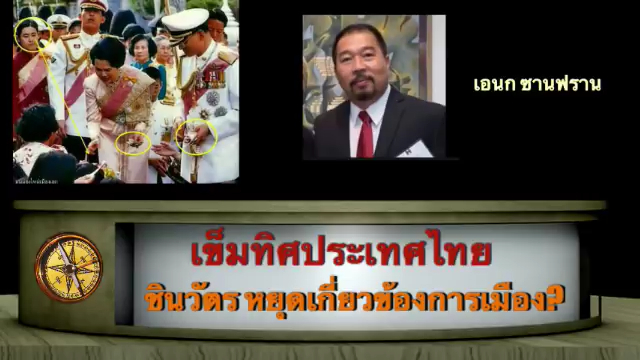 เอนก ซานฟราน
เข็มทิศประเทศไทย
ชินวัตร หยุดเกี่ยวข้องการเมือง?